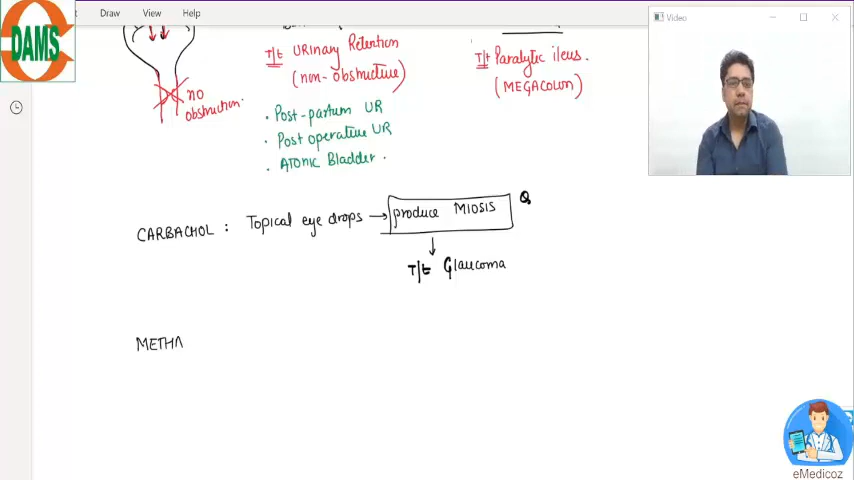 Draw View Help
Video
DAMS
T/t URINARY Retention
(non-obstructive)
T/t Paralytic ileus.
(MEGACOLON)
no
obstruction.
. Post-partum UR
. Post operative UR
. ATONIC Bladder.
CARBACHOL : Topical eye drops → produce MIOSIS Q
T/t Glaucoma
METHA
eMedicoz